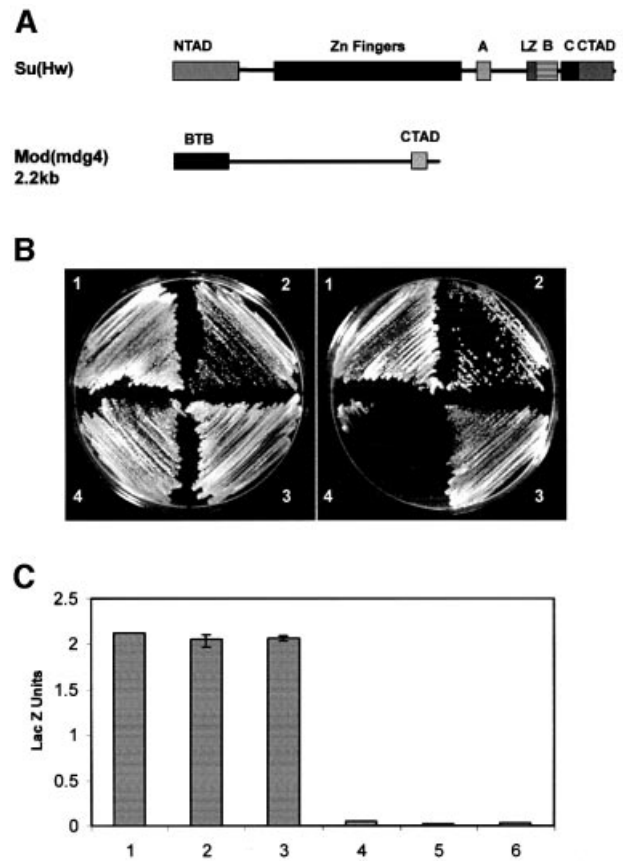 A
NTAD Zn Fingers A LZ B C CTAD
Su(Hw)
BTB CTAD
Mod(mdg4)
2.2kb
B
1 2 1 2
4 3 4 3
C
2.5
2
1.5
1
0.5
0
Lac Z Units
1 2 3 4 5 6